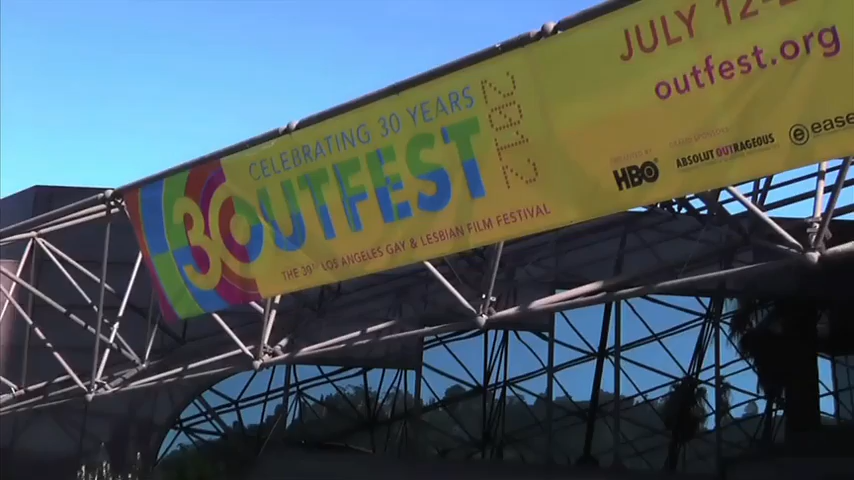 CELEBRATING 30 YEARS
30 OUTFEST
2012
THE 30TH LOS ANGELES GAY & LESBIAN FILM FESTIVAL
JULY 12-
outfest.org
HBO
ABSOLUT OUTRAGEOUS
ease